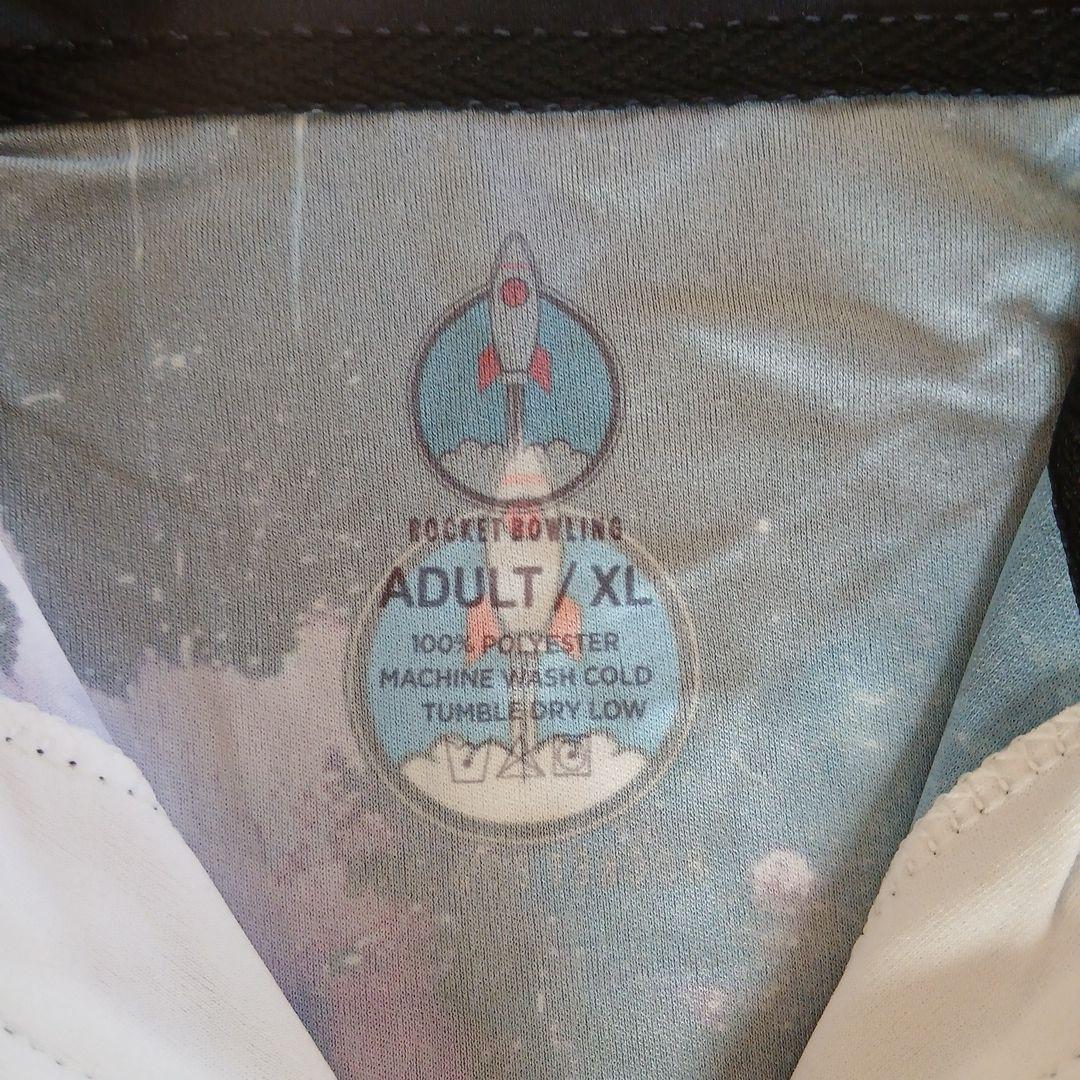 ROCKET BOWLING
ADULT / XL
100% POLYESTER
MACHINE WASH COLD
TUMBLE DRY LOW